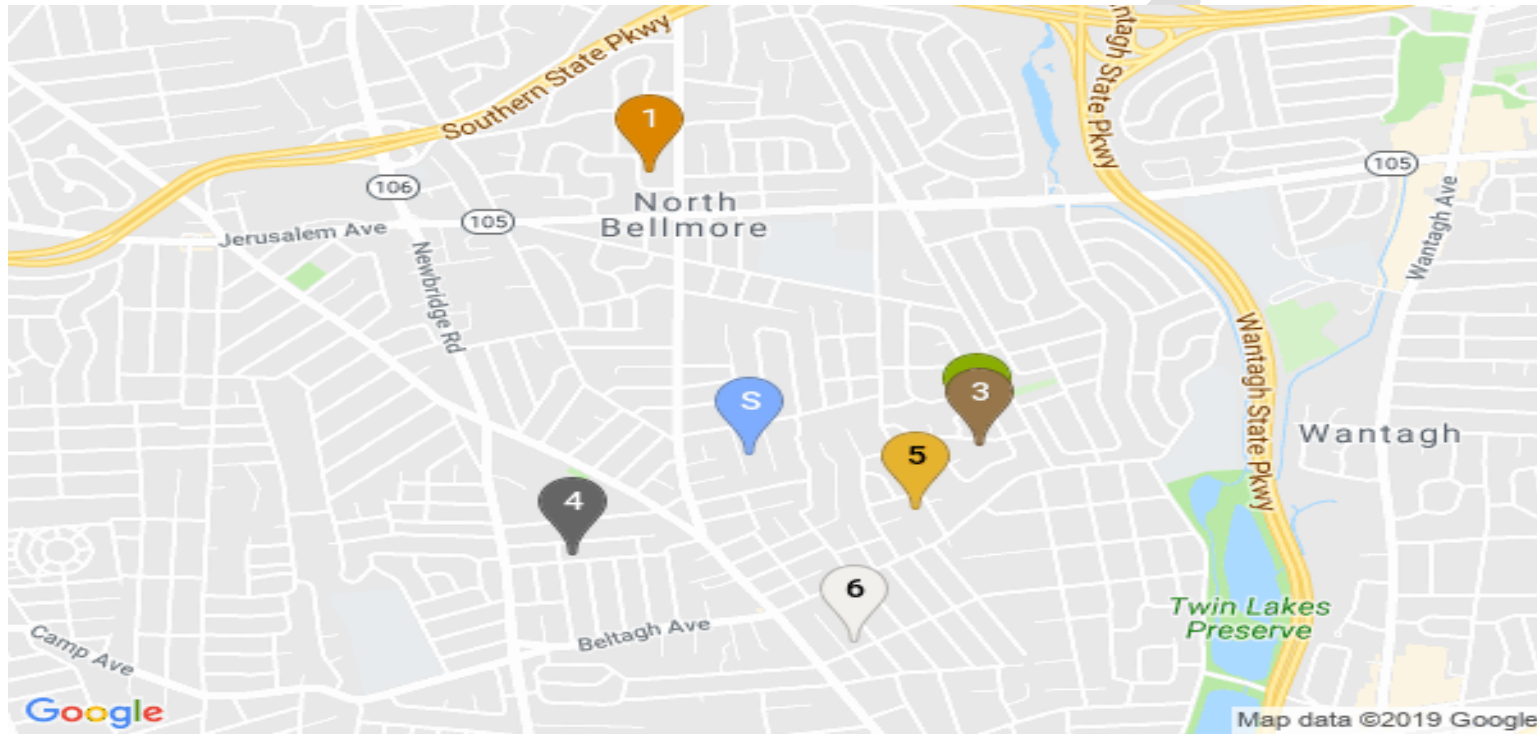 Southern State Pkwy
ntagh State Pkwy
1
106
105
105
North
Bellmore
Jerusalem Ave
Newbridge Rd
Wantagh Ave
Wantagh State Pkwy
S
3
Wantagh
5
4
6
Twin Lakes
Preserve
Beltagh Ave
Camp Ave
Google
Map data ©2019 Google